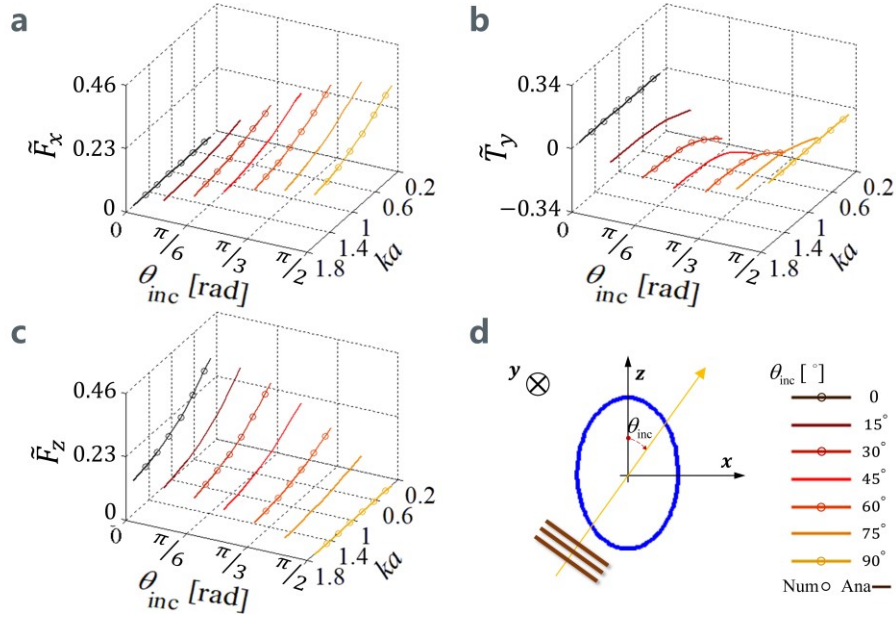 a
0.46
0.23
0
F̃x
0
π/6
π/3
π/2
θinc [rad]
1.8
1.4
1
0.6
0.2
ka
b
0.34
0
−0.34
T̃y
0
π/6
π/3
π/2
θinc [rad]
1.8
1.4
1
0.6
0.2
ka
c
0.46
0.23
0
F̃z
0
π/6
π/3
π/2
θinc [rad]
1.8
1.4
1
0.6
0.2
ka
d
y
z
θinc
x
θinc [°]
0
15°
30°
45°
60°
75°
90°
Num Ana